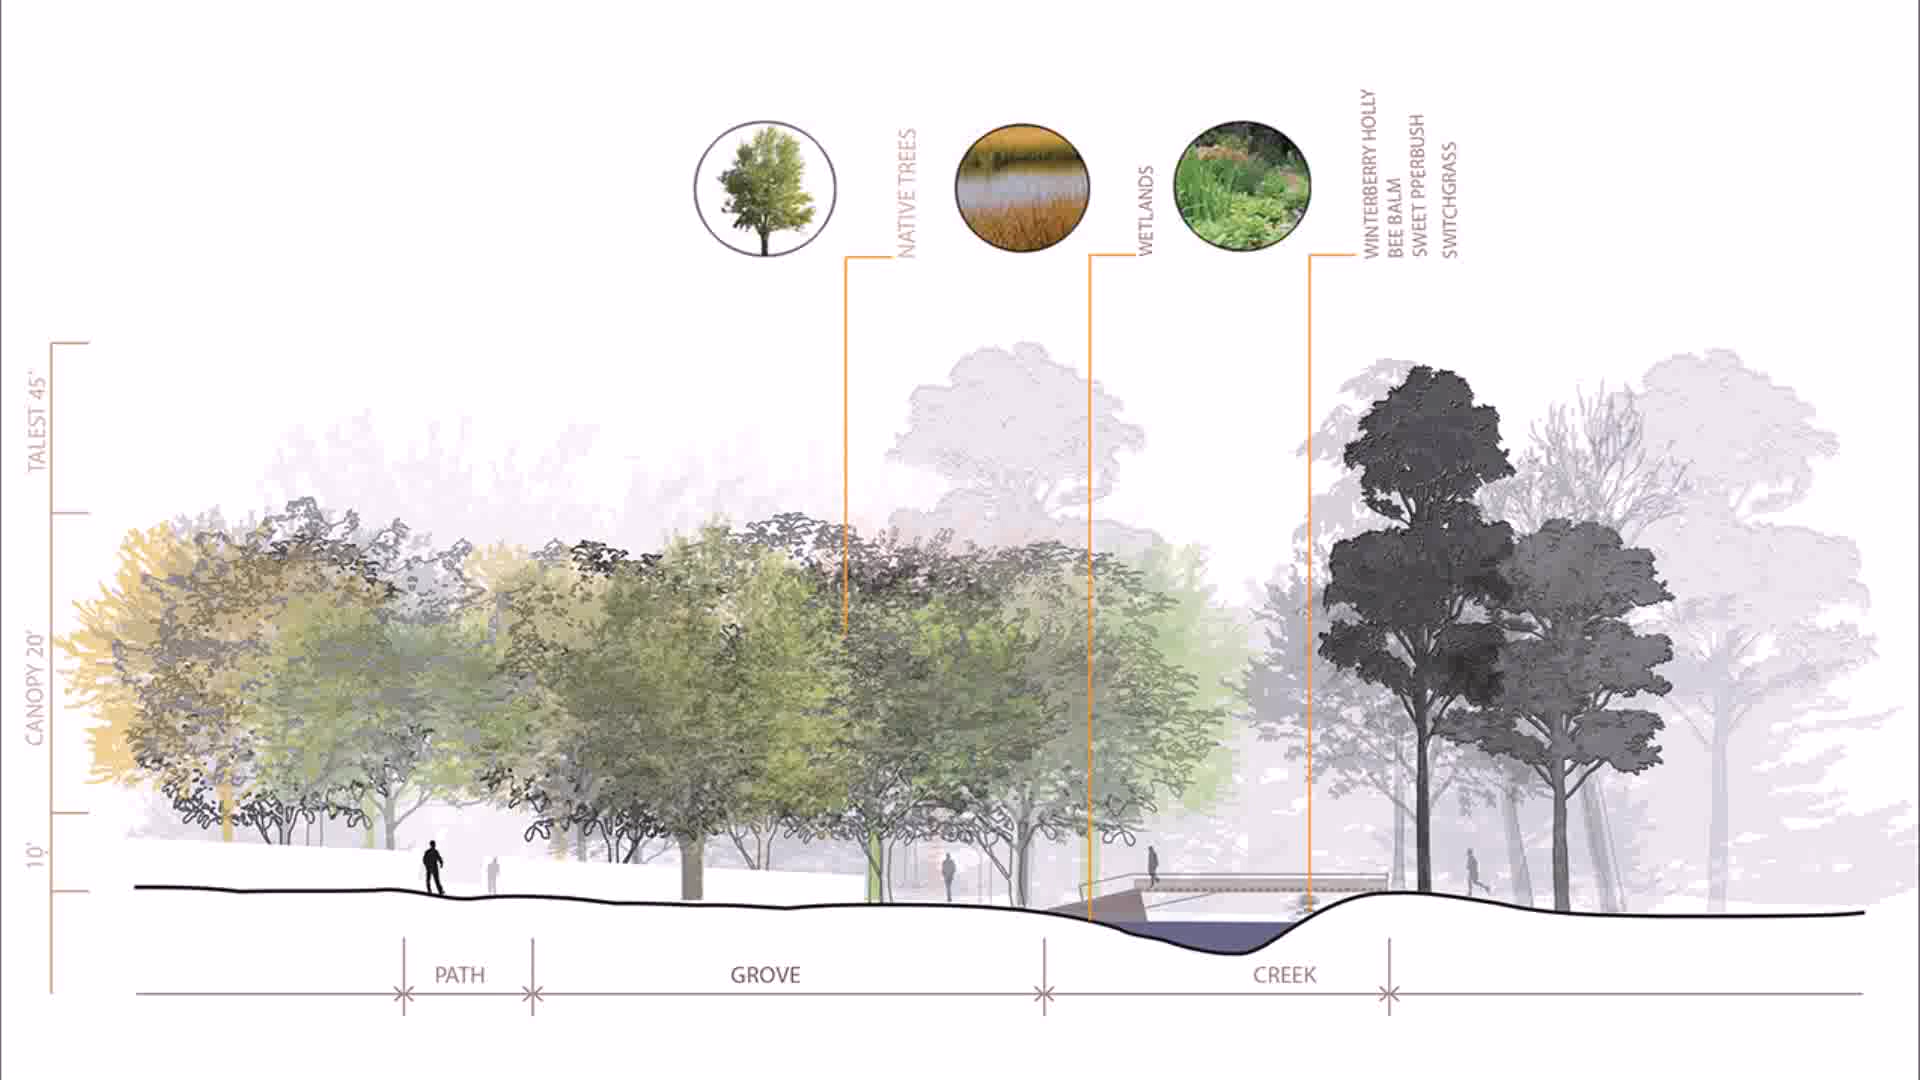 NATIVE TREES
WETLANDS
WINTERBERRY HOLLY
BEE BALM
SWEET PPERBUSH
SWITCHGRASS
TALEST 45'
CANOPY 20'
10'
PATH
GROVE
CREEK